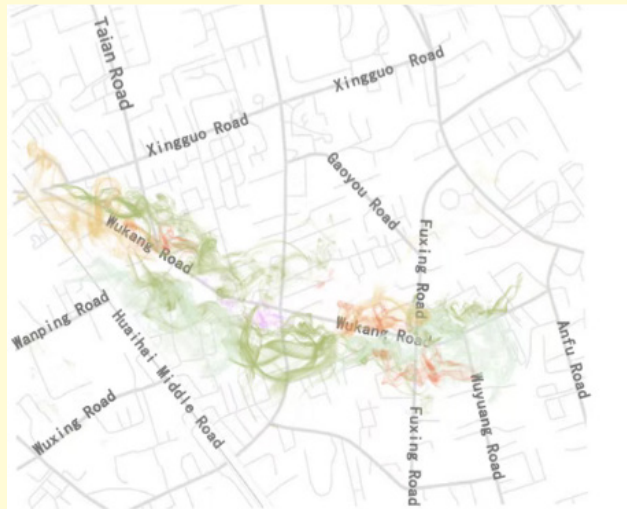 Taian Road
Xingguo Road
Xingguo Road
Gaoyou Road
Fuxing Road
Wukang Road
Wanping Road
Huaihai Middle Road
Wukang Road
Anfu Road
Wuxing Road
Fuxing Road
Wuyuang Road